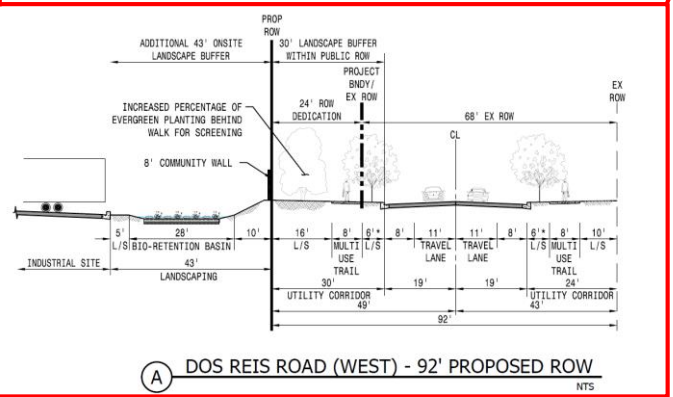 PROP
ROW
ADDITIONAL 43' ONSITE
LANDSCAPE BUFFER
30' LANDSCAPE BUFFER
WITHIN PUBLIC ROW
PROJECT
BNDY/
EX ROW
EX
ROW
24' ROW
DEDICATION
68' EX ROW
INCREASED PERCENTAGE OF
EVERGREEN PLANTING BEHIND
WALK FOR SCREENING
CL
8' COMMUNITY WALL
5' 28' 10' 16' 8' 6'* 8' 11' 11' 8' 6'* 8' 10'
L/S BIO-RETENTION BASIN L/S MULTI USE TRAIL L/S TRAVEL LANE TRAVEL LANE L/S MULTI USE TRAIL L/S
INDUSTRIAL SITE
43'
LANDSCAPING
30' 19' 19' 24'
UTILITY CORRIDOR UTILITY CORRIDOR
49' 43'
92'
A DOS REIS ROAD (WEST) - 92' PROPOSED ROW
NTS